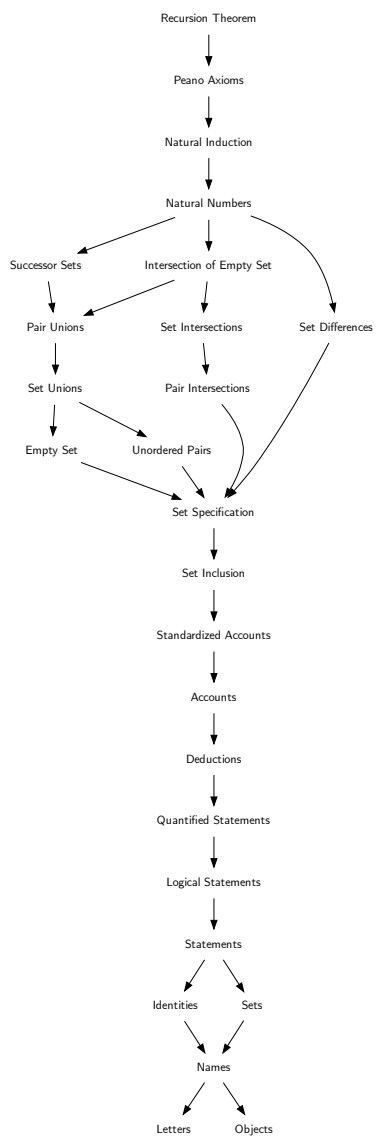 Recursion Theorem
Peano Axioms
Natural Induction
Natural Numbers
Successor Sets
Intersection of Empty Set
Pair Unions
Set Intersections
Set Differences
Set Unions
Pair Intersections
Empty Set
Unordered Pairs
Set Specification
Set Inclusion
Standardized Accounts
Accounts
Deductions
Quantified Statements
Logical Statements
Statements
Identities
Sets
Names
Letters
Objects